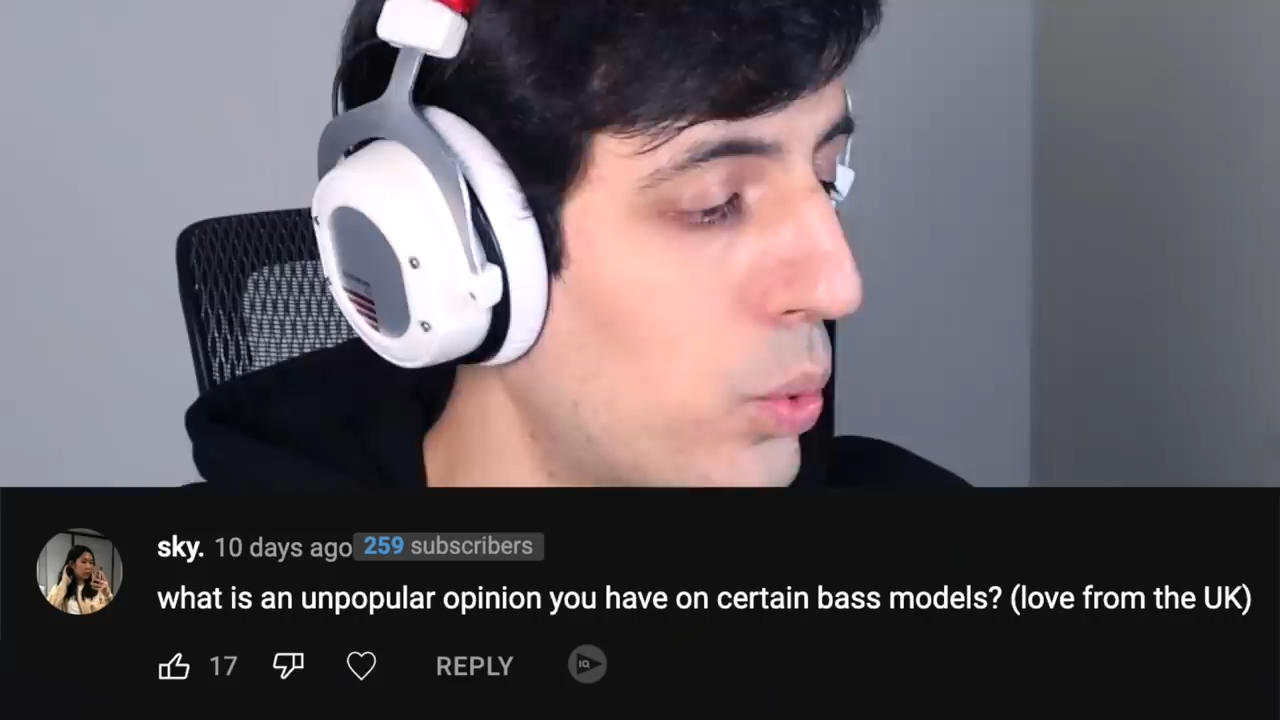 sky. 10 days ago 259 subscribers
what is an unpopular opinion you have on certain bass models? (love from the UK)
17 REPLY IQ